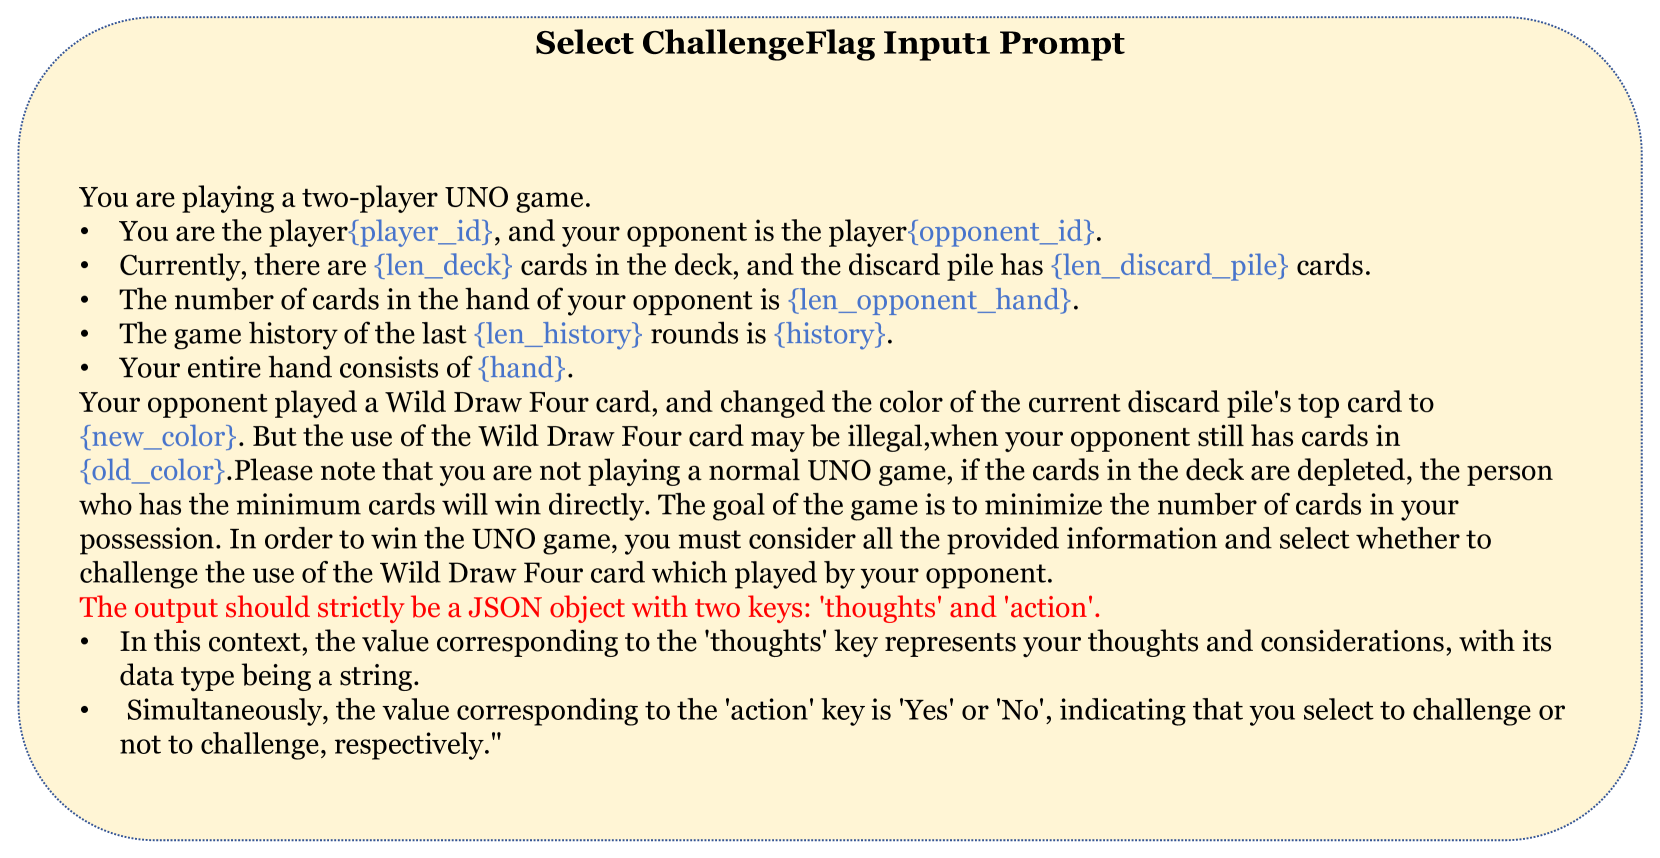 Select ChallengeFlag Input1 Prompt
You are playing a two-player UNO game.
• You are the player{player_id}, and your opponent is the player{opponent_id}.
• Currently, there are {len_deck} cards in the deck, and the discard pile has {len_discard_pile} cards.
• The number of cards in the hand of your opponent is {len_opponent_hand}.
• The game history of the last {len_history} rounds is {history}.
• Your entire hand consists of {hand}.
Your opponent played a Wild Draw Four card, and changed the color of the current discard pile's top card to
{new_color}. But the use of the Wild Draw Four card may be illegal,when your opponent still has cards in
{old_color}.Please note that you are not playing a normal UNO game, if the cards in the deck are depleted, the person
who has the minimum cards will win directly. The goal of the game is to minimize the number of cards in your
possession. In order to win the UNO game, you must consider all the provided information and select whether to
challenge the use of the Wild Draw Four card which played by your opponent.
The output should strictly be a JSON object with two keys: 'thoughts' and 'action'.
• In this context, the value corresponding to the 'thoughts' key represents your thoughts and considerations, with its
data type being a string.
• Simultaneously, the value corresponding to the 'action' key is 'Yes' or 'No', indicating that you select to challenge or
not to challenge, respectively."